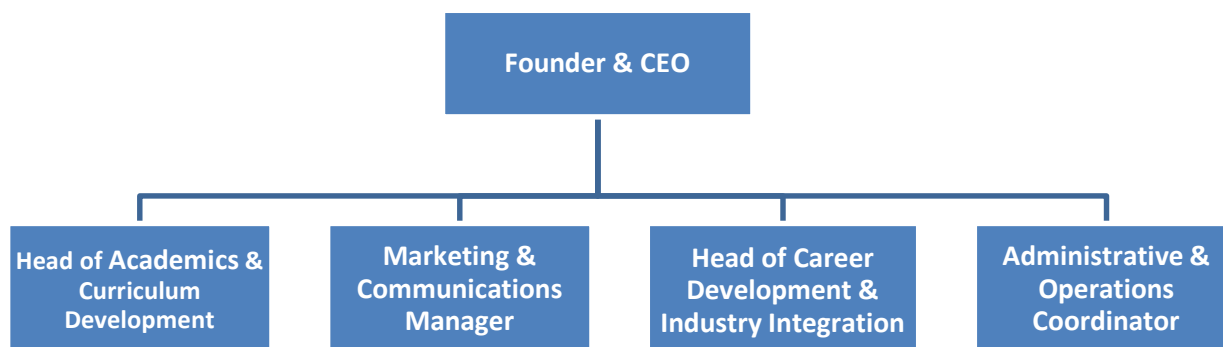 Founder & CEO
Head of Academics &
Curriculum
Development
Marketing &
Communications
Manager
Head of Career
Development &
Industry Integration
Administrative &
Operations
Coordinator